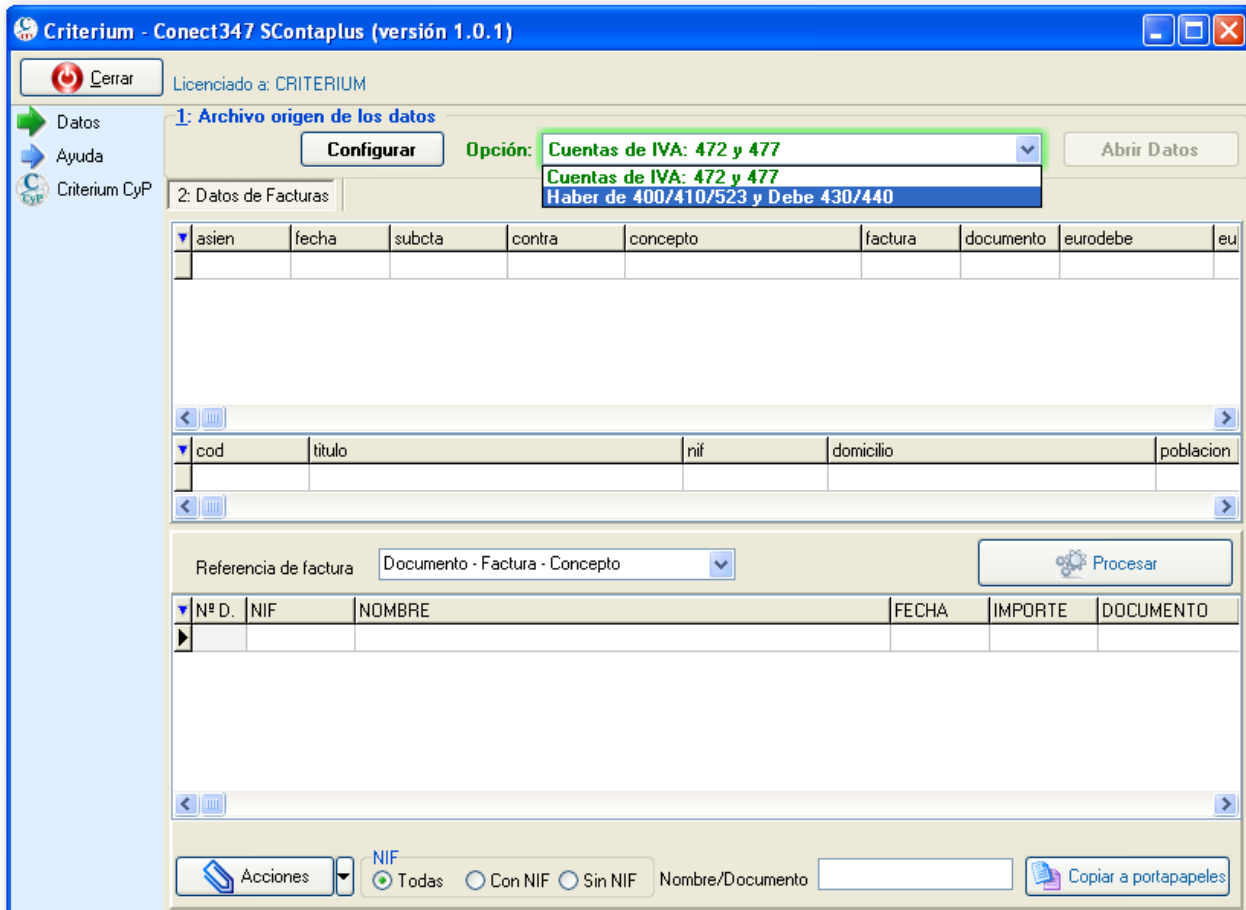 Criterium - Conect347 SContaplus (versión 1.0.1)
Cerrar
Licenciado a: CRITERIUM
Datos
Ayuda
Criterium CyP
1: Archivo origen de los datos
Configurar
Opción:
Cuentas de IVA: 472 y 477
Abrir Datos
Cuentas de IVA: 472 y 477
Haber de 400/410/523 y Debe 430/440
2: Datos de Facturas
asien fecha subcta contra concepto factura documento eurodebe eu
cod titulo nif domicilio poblacion
Referencia de factura
Documento - Factura - Concepto
Procesar
Nº D. NIF NOMBRE FECHA IMPORTE DOCUMENTO
Acciones
NIF
Todas Con NIF Sin NIF
Nombre/Documento
Copiar a portapapeles